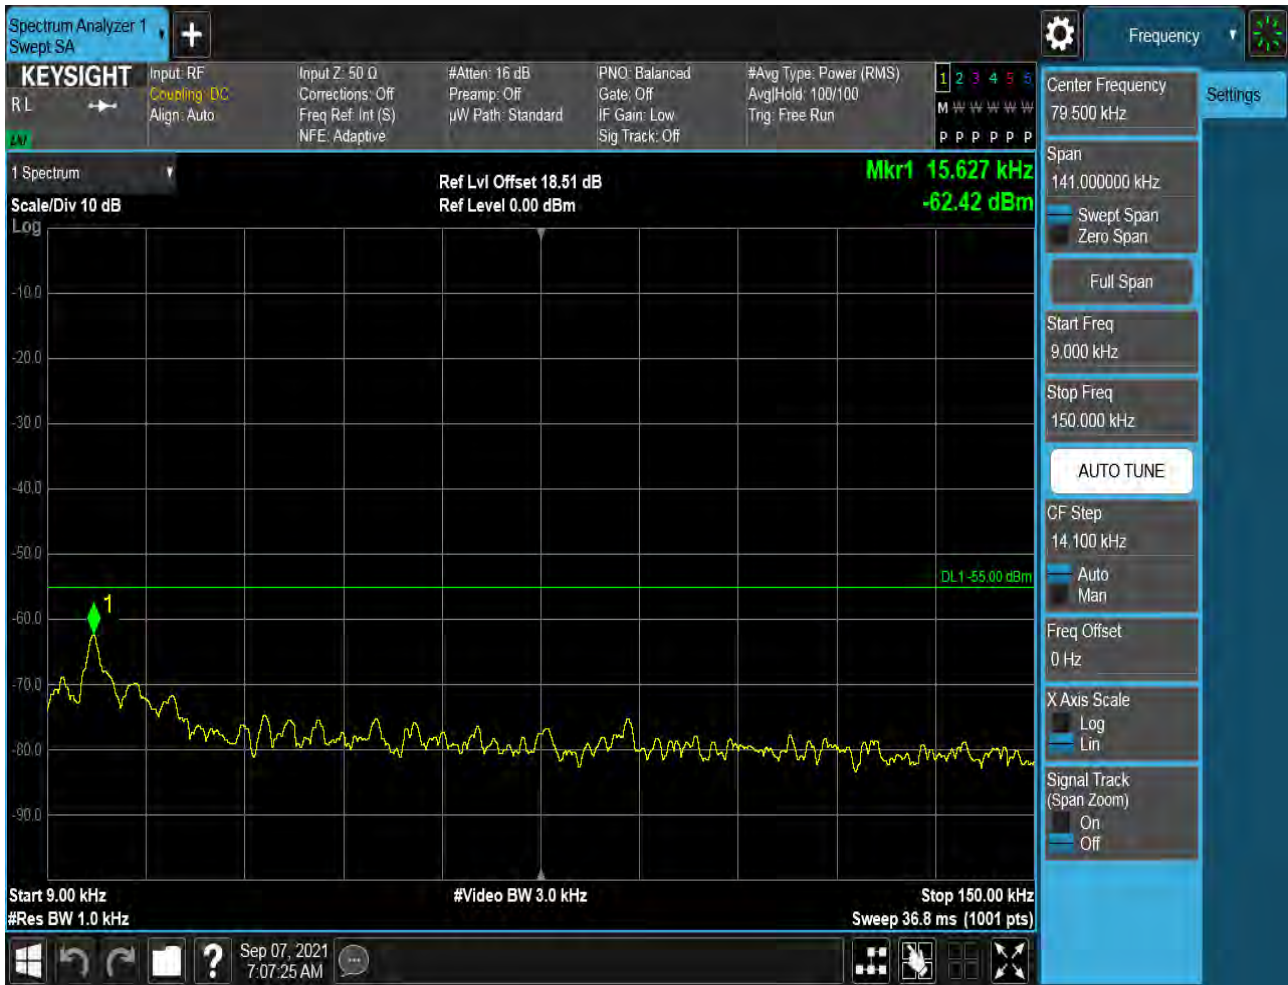 Spectrum Analyzer 1
Swept SA
Frequency
KEYSIGHT
R L
LXI
Input: RF
Coupling: DC
Align: Auto
Input Z: 50 Ω
Corrections: Off
Freq Ref: Int (S)
NFE: Adaptive
#Atten: 16 dB
Preamp: Off
µW Path: Standard
PNO: Balanced
Gate: Off
IF Gain: Low
Sig Track: Off
#Avg Type: Power (RMS)
Avg|Hold: 100/100
Trig: Free Run
1 2 3 4 5 6
M W W W W W
P P P P P P
1 Spectrum
Scale/Div 10 dB
Log
Ref Lvl Offset 18.51 dB
Ref Level 0.00 dBm
Mkr1 15.627 kHz
-62.42 dBm
-10.0
-20.0
-30.0
-40.0
-50.0
-60.0
-70.0
-80.0
-90.0
DL1 -55.00 dBm
1
Start 9.00 kHz
#Res BW 1.0 kHz
#Video BW 3.0 kHz
Stop 150.00 kHz
Sweep 36.8 ms (1001 pts)
Sep 07, 2021
7:07:25 AM
Center Frequency
79.500 kHz
Settings
Span
141.000000 kHz
Swept Span
Zero Span
Full Span
Start Freq
9.000 kHz
Stop Freq
150.000 kHz
AUTO TUNE
CF Step
14.100 kHz
Auto
Man
Freq Offset
0 Hz
X Axis Scale
Log
Lin
Signal Track
(Span Zoom)
On
Off